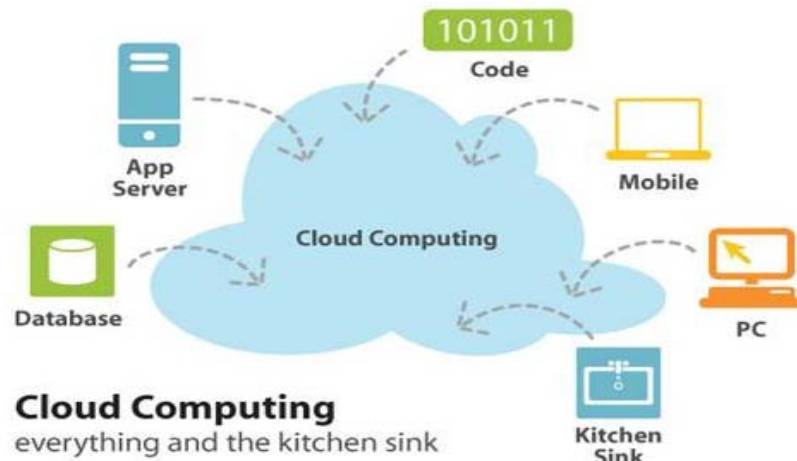 101011
Code
App
Server
Mobile
Cloud Computing
Database
PC
Kitchen
Sink
Cloud Computing
everything and the kitchen sink